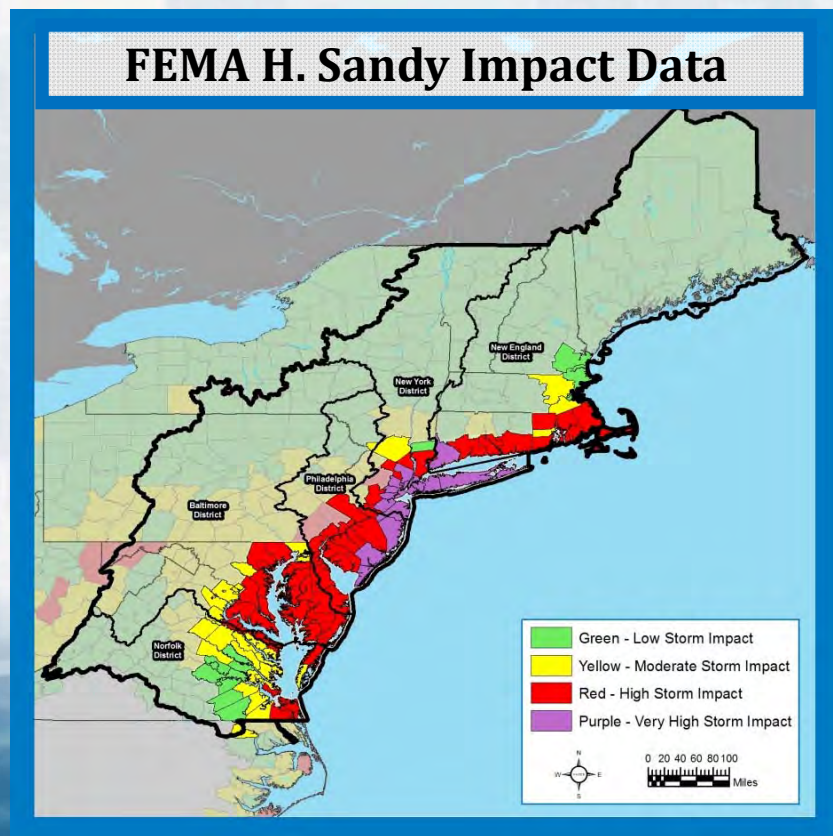 FEMA H. Sandy Impact Data
New England
District
New York
District
Philadelphia
District
Baltimore
District
Norfolk
District
Green - Low Storm Impact
Yellow - Moderate Storm Impact
Red - High Storm Impact
Purple - Very High Storm Impact
N
W E
S
0 20 40 60 80 100
Miles